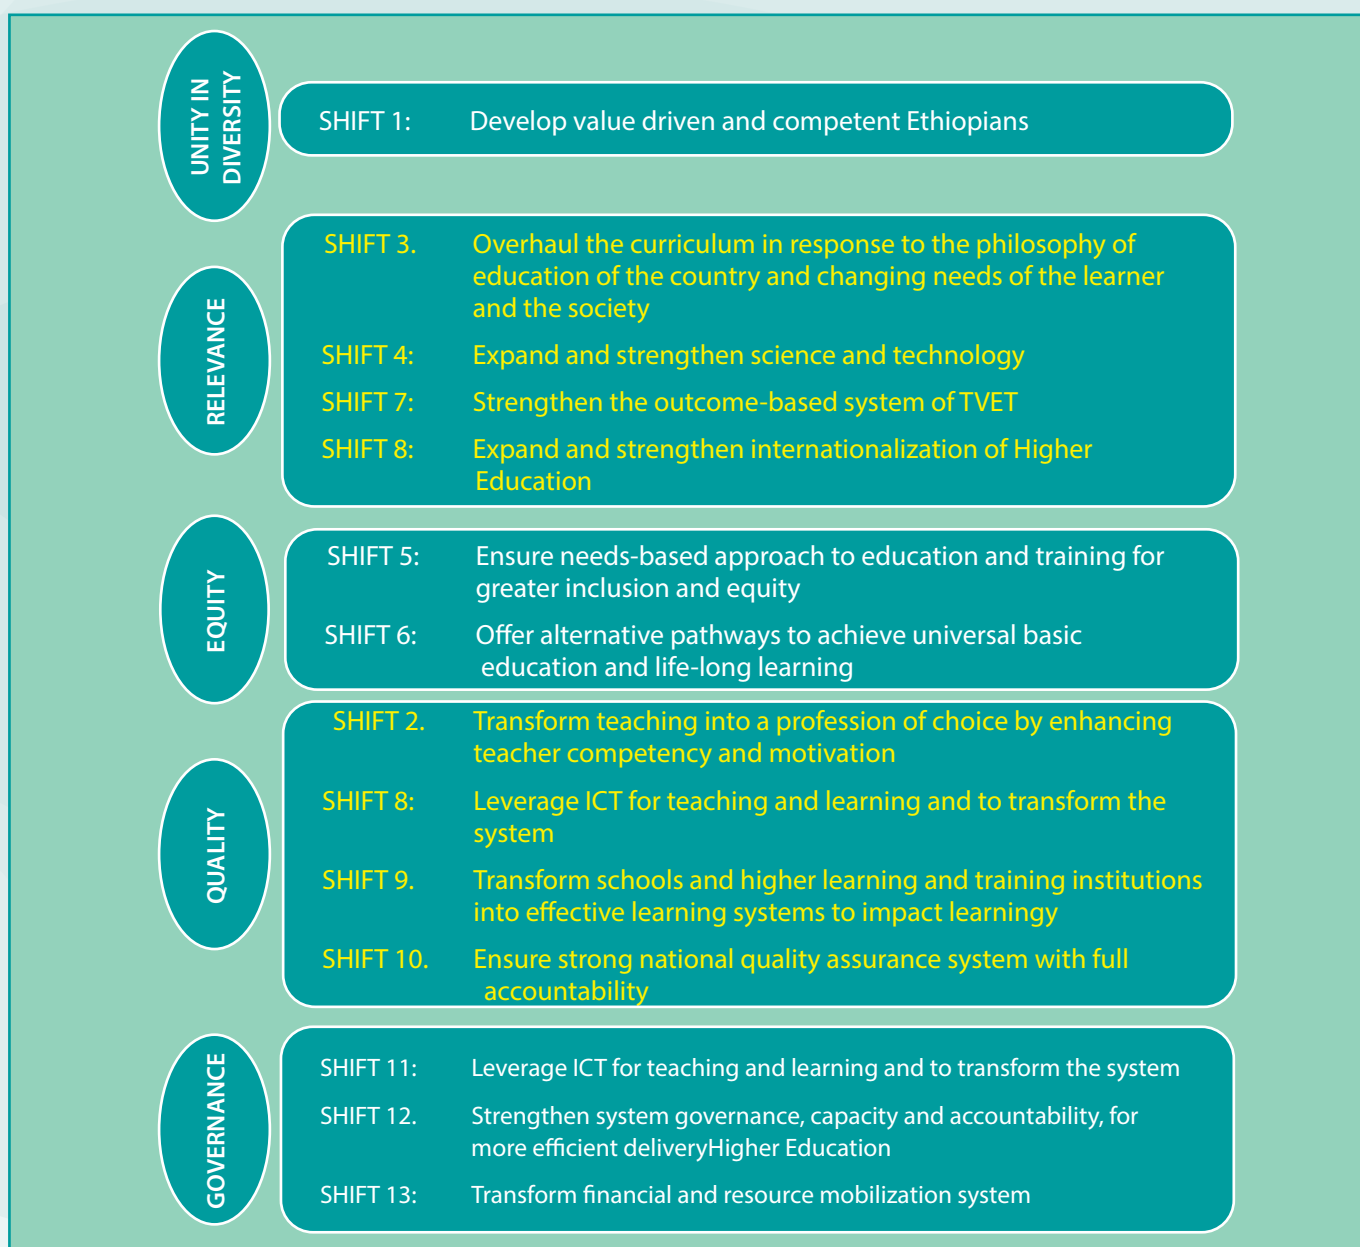 UNITY IN
DIVERSITY
SHIFT 1: Develop value driven and competent Ethiopians
RELEVANCE
SHIFT 3. Overhaul the curriculum in response to the philosophy of
education of the country and changing needs of the learner
and the society
SHIFT 4: Expand and strengthen science and technology
SHIFT 7: Strengthen the outcome-based system of TVET
SHIFT 8: Expand and strengthen internationalization of Higher
Education
EQUITY
SHIFT 5: Ensure needs-based approach to education and training for
greater inclusion and equity
SHIFT 6: Offer alternative pathways to achieve universal basic
education and life-long learning
QUALITY
SHIFT 2. Transform teaching into a profession of choice by enhancing
teacher competency and motivation
SHIFT 8: Leverage ICT for teaching and learning and to transform the
system
SHIFT 9. Transform schools and higher learning and training institutions
into effective learning systems to impact learningy
SHIFT 10. Ensure strong national quality assurance system with full
accountability
GOVERNANCE
SHIFT 11: Leverage ICT for teaching and learning and to transform the system
SHIFT 12. Strengthen system governance, capacity and accountability, for
more efficient deliveryHigher Education
SHIFT 13: Transform financial and resource mobilization system